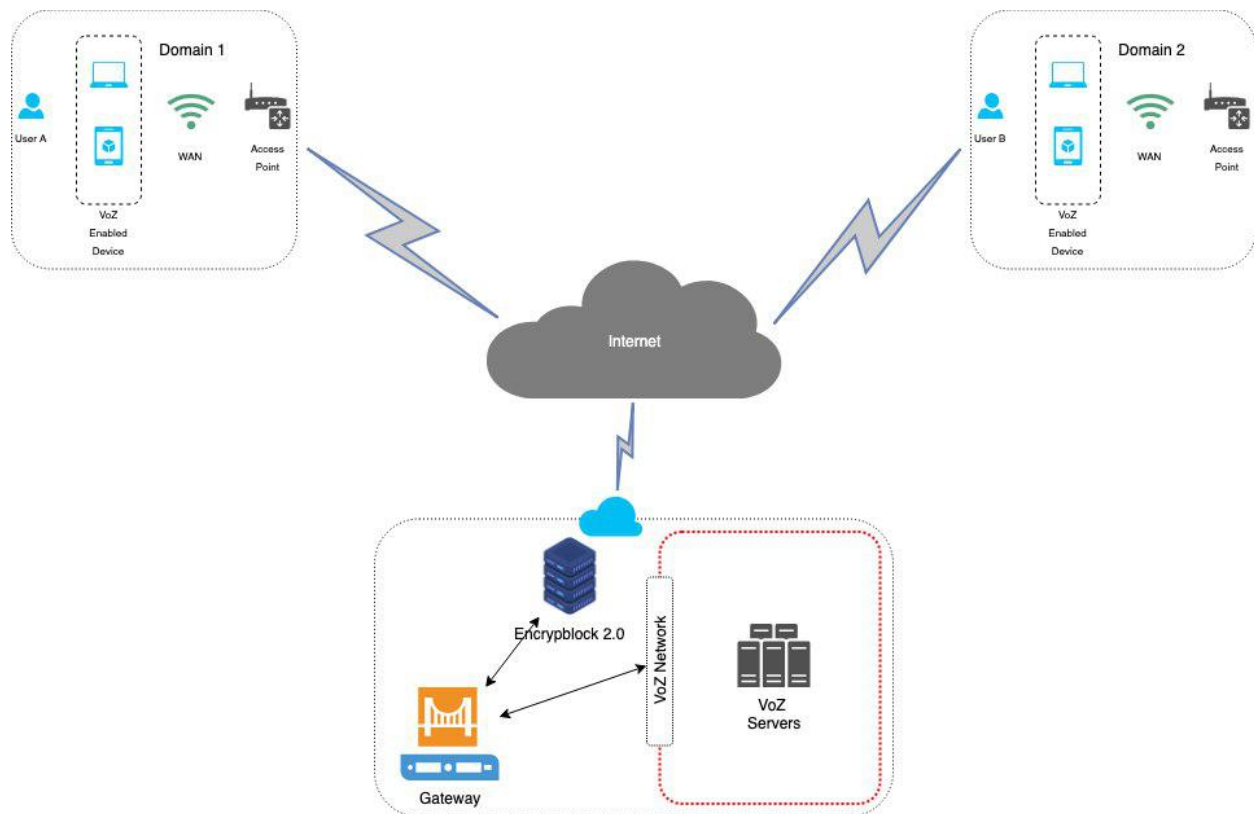 Domain 1
User A
WAN
Access
Point
VoZ
Enabled
Device
Domain 2
User B
WAN
Access
Point
VoZ
Enabled
Device
Internet
Encrypblock 2.0
VoZ Network
VoZ
Servers
Gateway